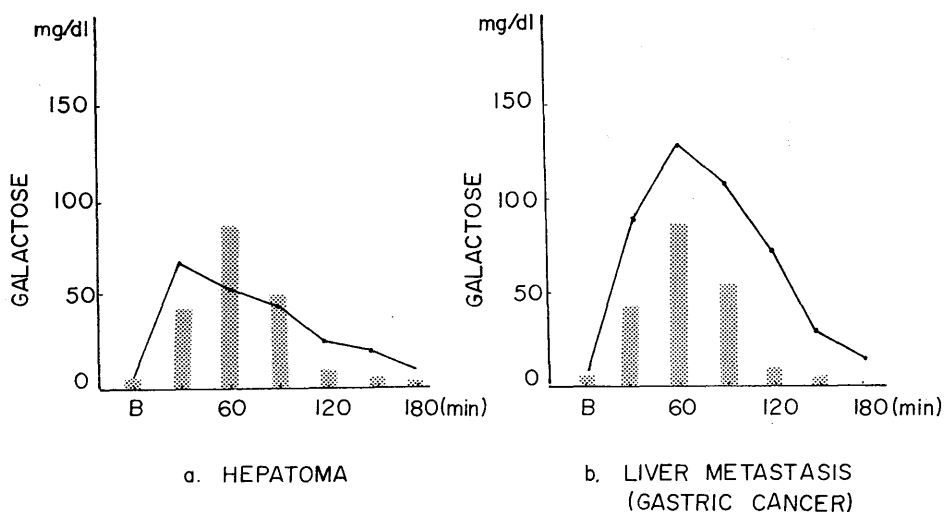 mg/dl
150
100
50
0
GALACTOSE
B 60 120 180 (min)
a. HEPATOMA
mg/dl
150
100
50
0
GALACTOSE
B 60 120 180 (min)
b. LIVER METASTASIS
(GASTRIC CANCER)